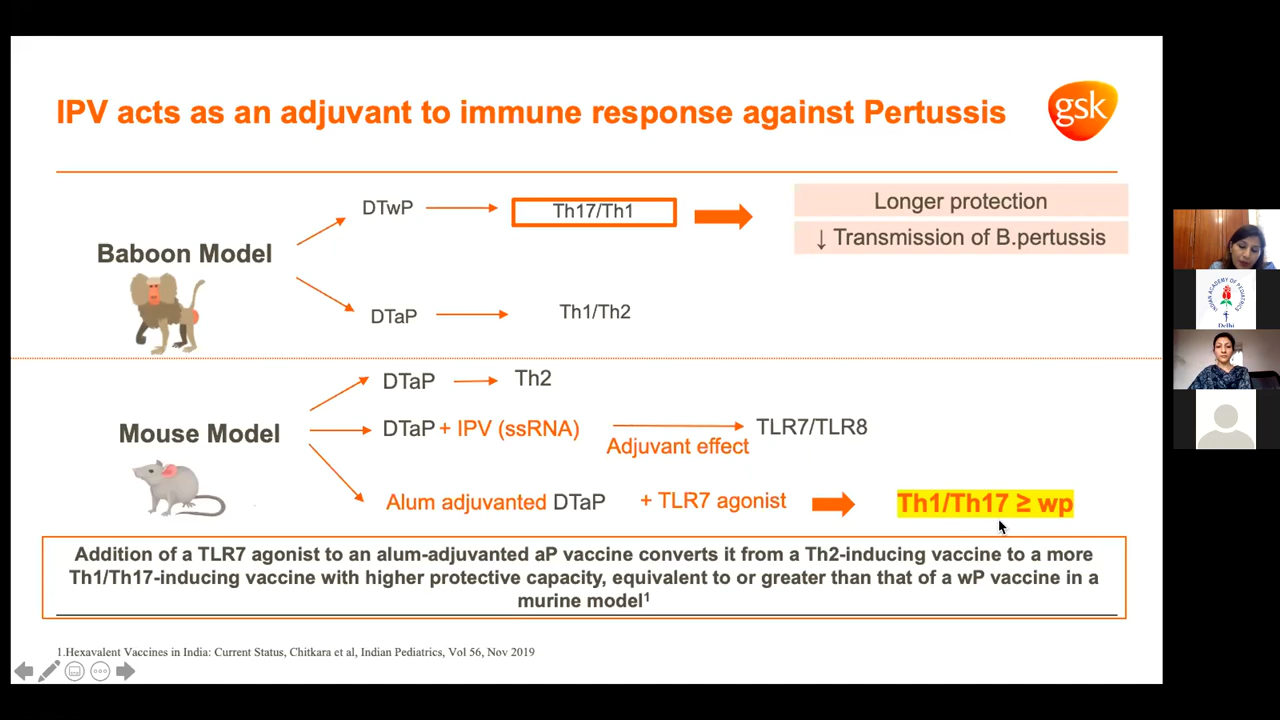 IPV acts as an adjuvant to immune response against Pertussis
gsk
DTwP
Th17/Th1
Longer protection
↓ Transmission of B.pertussis
Baboon Model
DTaP
Th1/Th2
DTaP
Th2
Mouse Model
DTaP + IPV (ssRNA)
Adjuvant effect
TLR7/TLR8
Alum adjuvanted DTaP + TLR7 agonist
Th1/Th17 ≥ wp
Addition of a TLR7 agonist to an alum-adjuvanted aP vaccine converts it from a Th2-inducing vaccine to a more
Th1/Th17-inducing vaccine with higher protective capacity, equivalent to or greater than that of a wP vaccine in a
murine model¹
1.Hexavalent Vaccines in India: Current Status, Chitkara et al, Indian Pediatrics, Vol 56, Nov 2019
INDIAN ACADEMY OF PEDIATRICS
Delhi